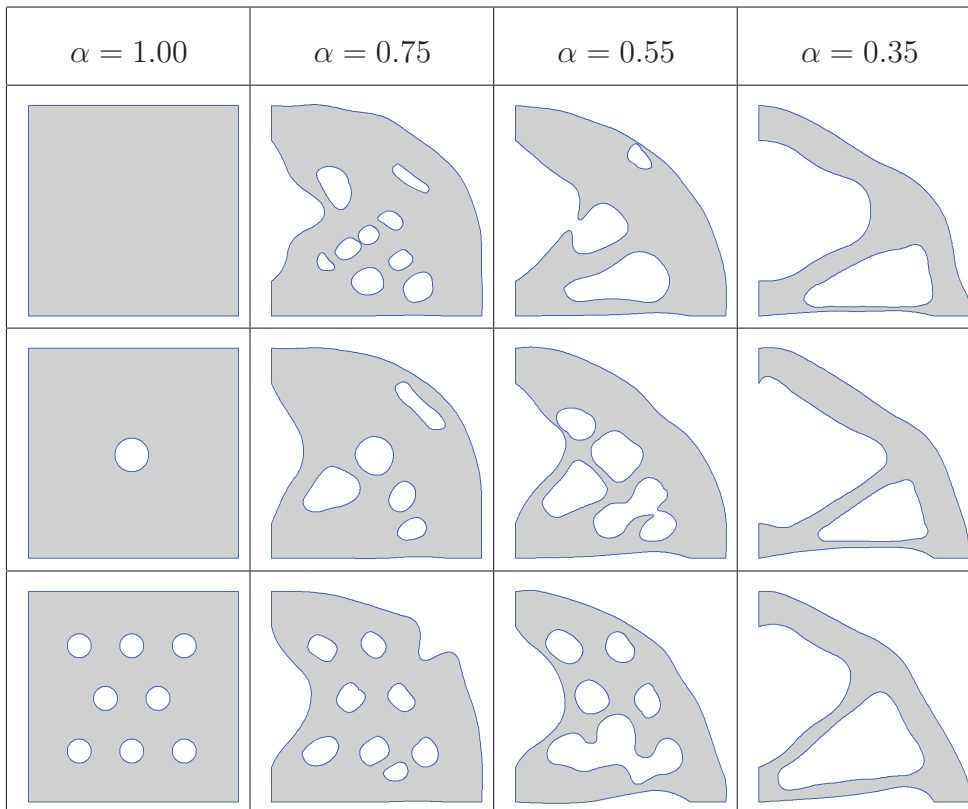 α = 1.00
α = 0.75
α = 0.55
α = 0.35